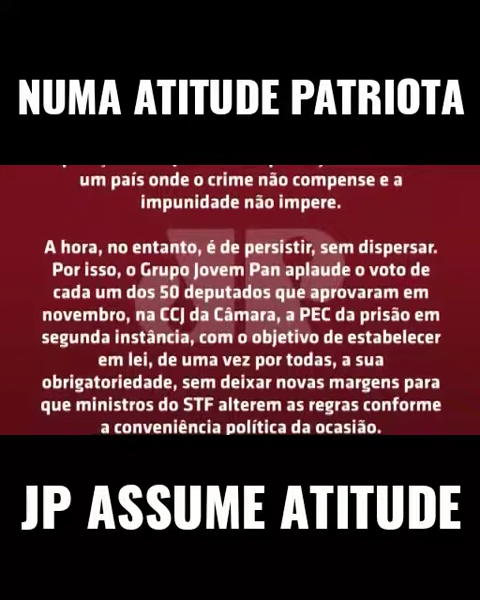 NUMA ATITUDE PATRIOTA
um país onde o crime não compense e a
impunidade não impere.
A hora, no entanto, é de persistir, sem dispersar.
Por isso, o Grupo Jovem Pan aplaude o voto de
cada um dos 50 deputados que aprovaram em
novembro, na CCJ da Câmara, a PEC da prisão em
segunda instância, com o objetivo de estabelecer
em lei, de uma vez por todas, a sua
obrigatoriedade, sem deixar novas margens para
que ministros do STF alterem as regras conforme
a conveniência política da ocasião.
JP ASSUME ATITUDE